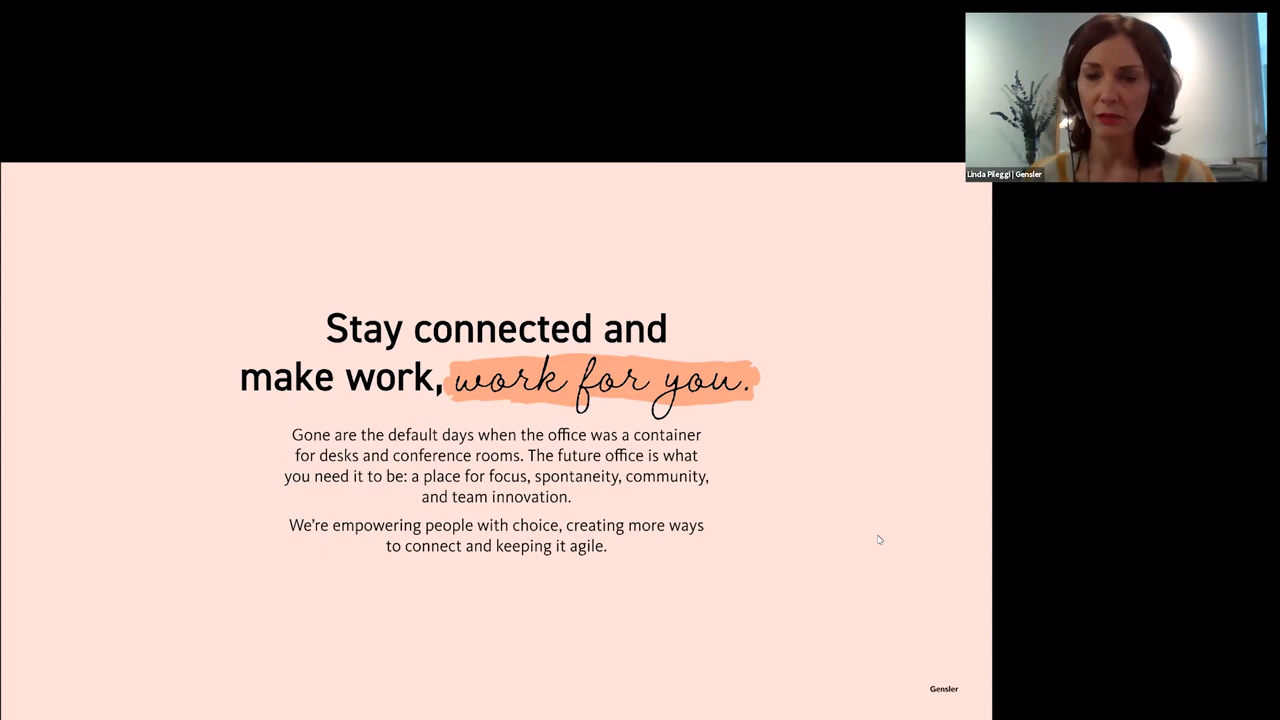 Linda Pileggi | Gensler
Stay connected and
make work, work for you.
Gone are the default days when the office was a container
for desks and conference rooms. The future office is what
you need it to be: a place for focus, spontaneity, community,
and team innovation.
We're empowering people with choice, creating more ways
to connect and keeping it agile.
Gensler